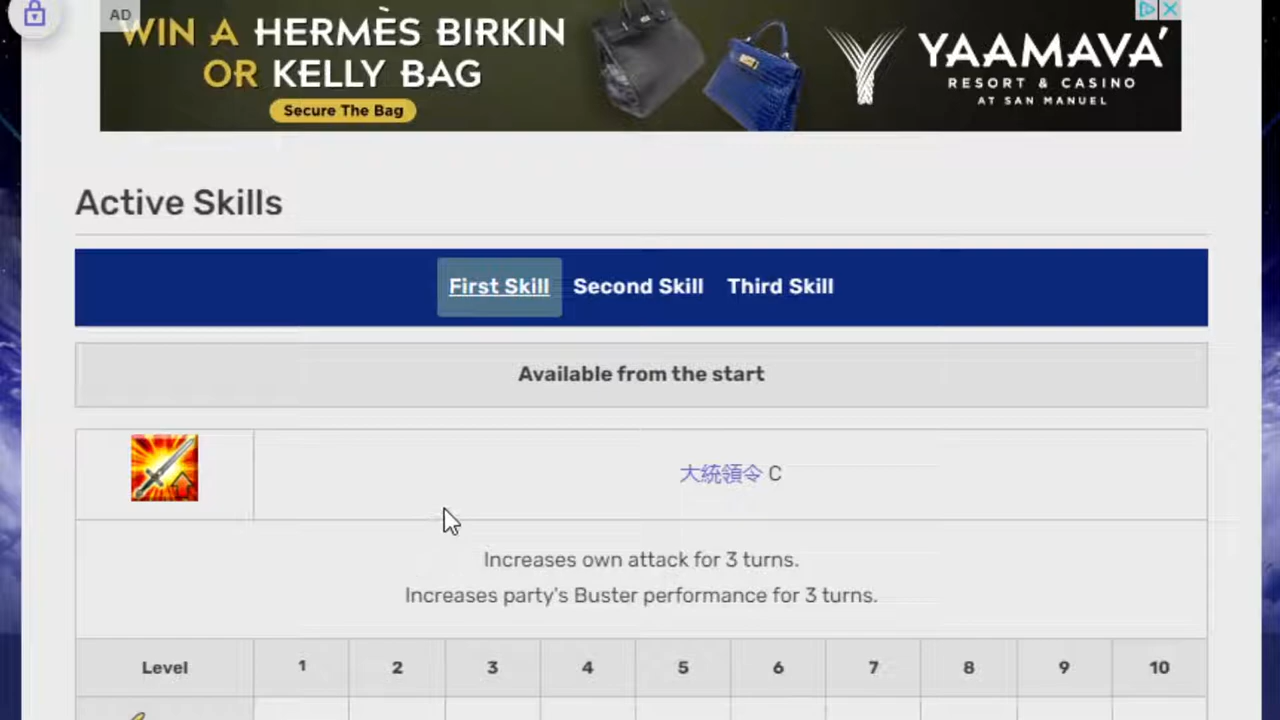 AD
WIN A HERMÈS BIRKIN
OR KELLY BAG
Secure The Bag
YAAMAVA'
RESORT & CASINO
AT SAN MANUEL
Active Skills
First Skill Second Skill Third Skill
Available from the start
大統領令 C
Increases own attack for 3 turns.
Increases party's Buster performance for 3 turns.
Level 1 2 3 4 5 6 7 8 9 10